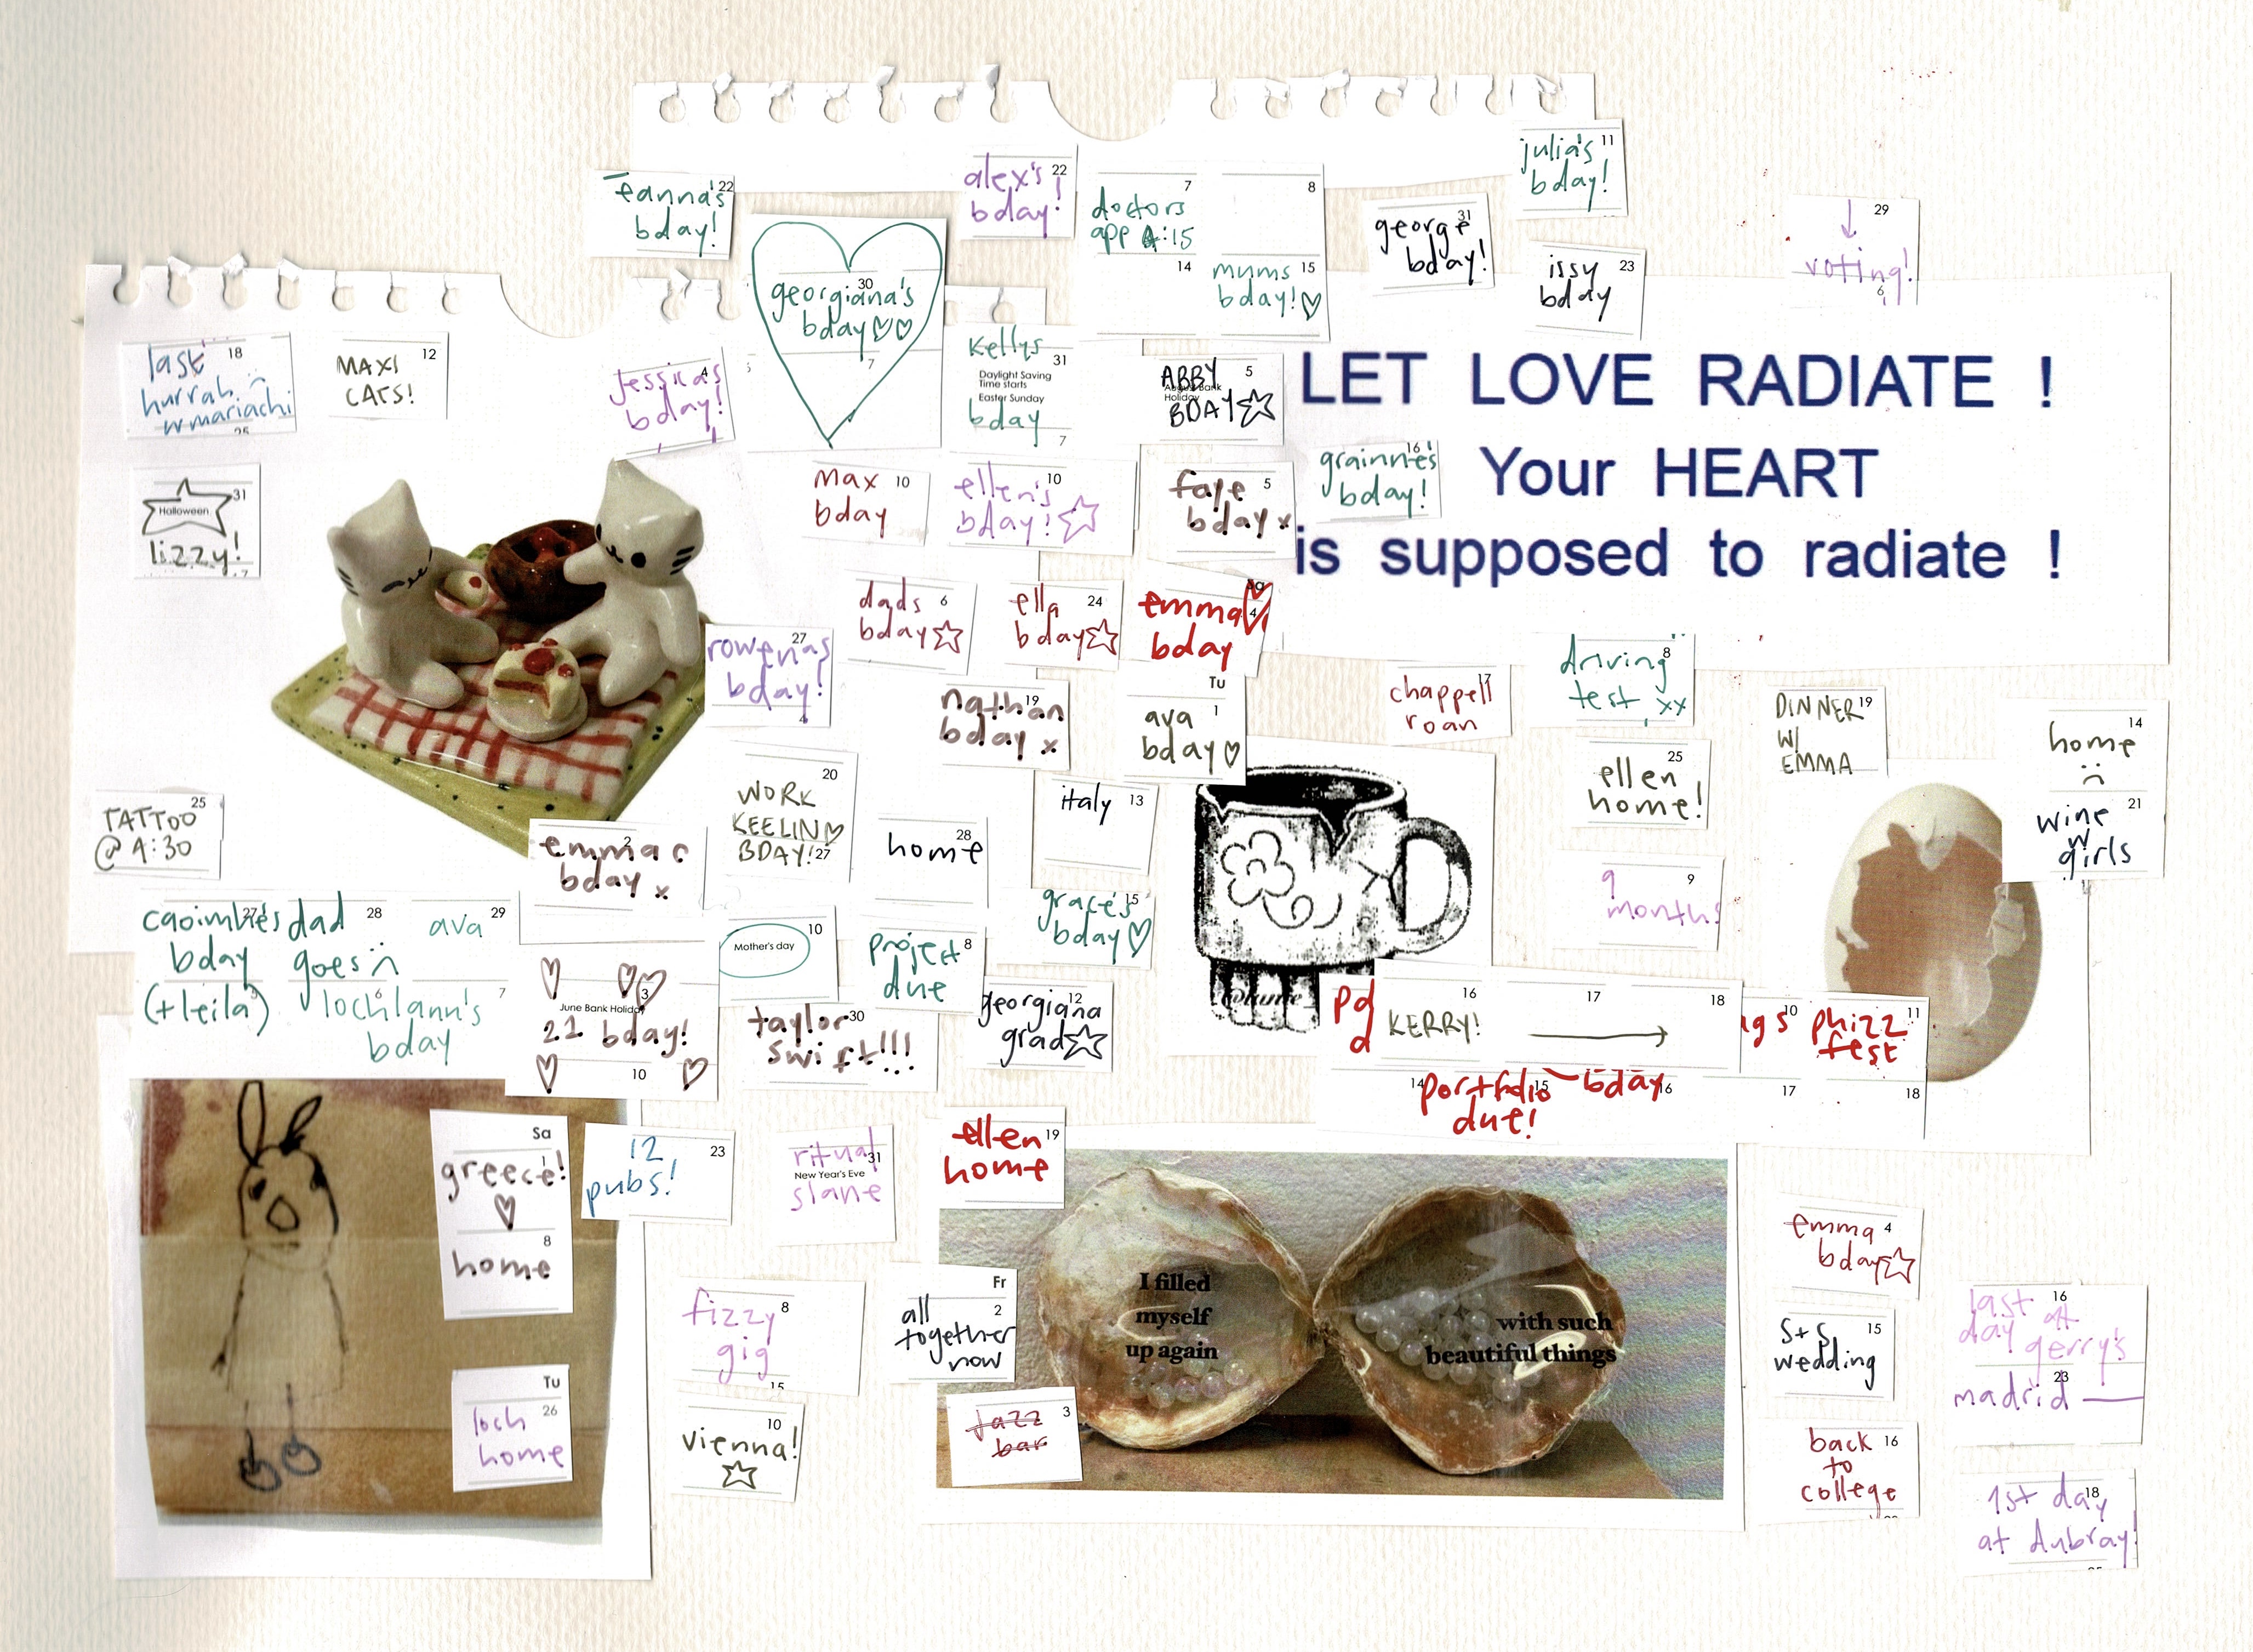 eanna's 22
bday!
alex's 22
bday!
7
doctors
app 4:15
8
14
mums 15
bday!♡
julia's 11
bday!
george 31
bday!
issy 23
bday
29
voting!
6
last 18
hurrah
w mariachi
25
MAXI 12
CATS!
jessica's 4
bday!
30
georgiana's
bday♡♡
7
Kellys
31
Daylight Saving
Time starts
Easter Sunday
bday
7
ABBY 5
August Bank
Holiday
BDAY☆
LET LOVE RADIATE !
Your HEART
is supposed to radiate !
31
Halloween
lizzy!
max 10
bday
ellen's 10
bday!☆
faye 5
bday x
grainne's 16
bday!
dads 6
bday☆
ella 24
bday☆
emma 4
bday
rowena's 27
bday!
4
nathan 19
bday x
Tu
ava 1
bday♡
chappell 17
roan
driving 8
test xx
DINNER 19
W/
EMMA
14
home
wine 21
w
girls
TATTOO 25
@ 4:30
20
WORK
KEELIN♡
BDAY! 27
28
home
italy 13
25
ellen
home!
emma c 2
bday x
caoimhe's 27
bday
(+leila)
dad 28
goes
ava 29
6
lochlann's 7
bday
3
June Bank Holiday
21 bday!
10
10
Mother's day
project 8
due
grace's 15
bday♡
9
9
months
taylor 30
swift!!!
georgiana 12
grad☆
16 17 18
KERRY!
10
phizz 11
fest
14 15 16 17 18
portfolio bday
due!
Sa
1
greece!
♡
8
home
12 23
pubs!
ritual 31
New Year's Eve
slane
ellen 19
home
I filled
myself
up again
with such
beautiful things
emma 4
bday☆
fizzy 8
gig
15
Fr
all 2
together
now
S+S 15
wedding
last at 16
day gerry's
madrid 23
Tu
loch 26
home
10
vienna!
☆
jazz 3
bar
back 16
to
college
1st day 18
at Aubray!